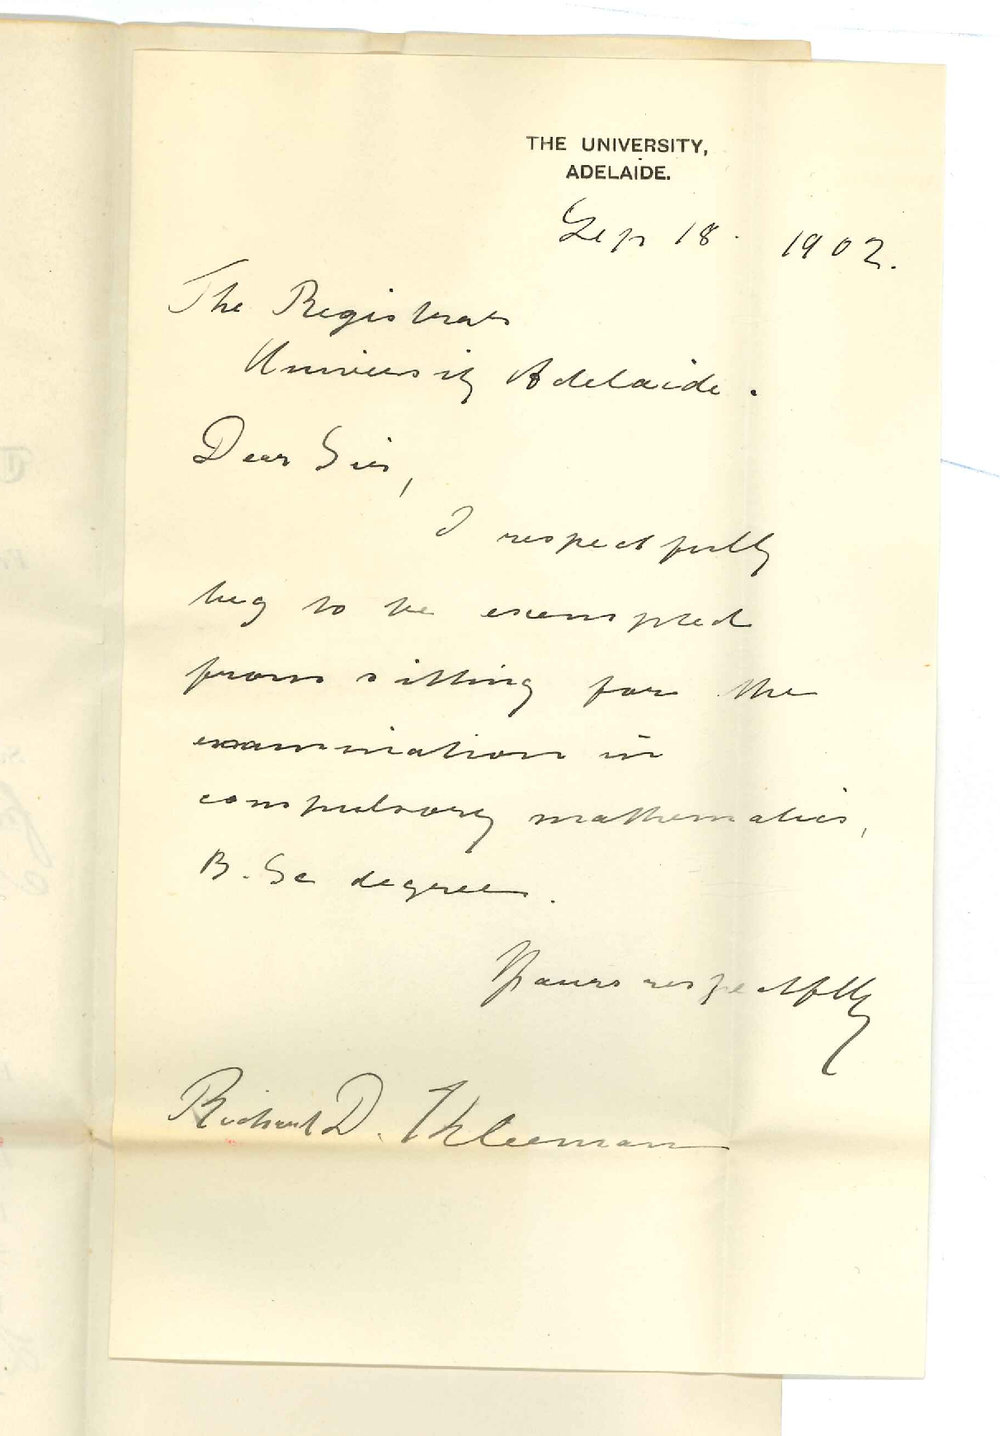 THE UNIVERSITY,
ADELAIDE.
Sep 18. 1902.
The Registrar
University Adelaide.
Dear Sir,
I respectfully
beg to be exempted
from sitting for the
examination in
compulsory mathematics,
B. Sc degree.
Yours respectfully
Richard D. Kleeman